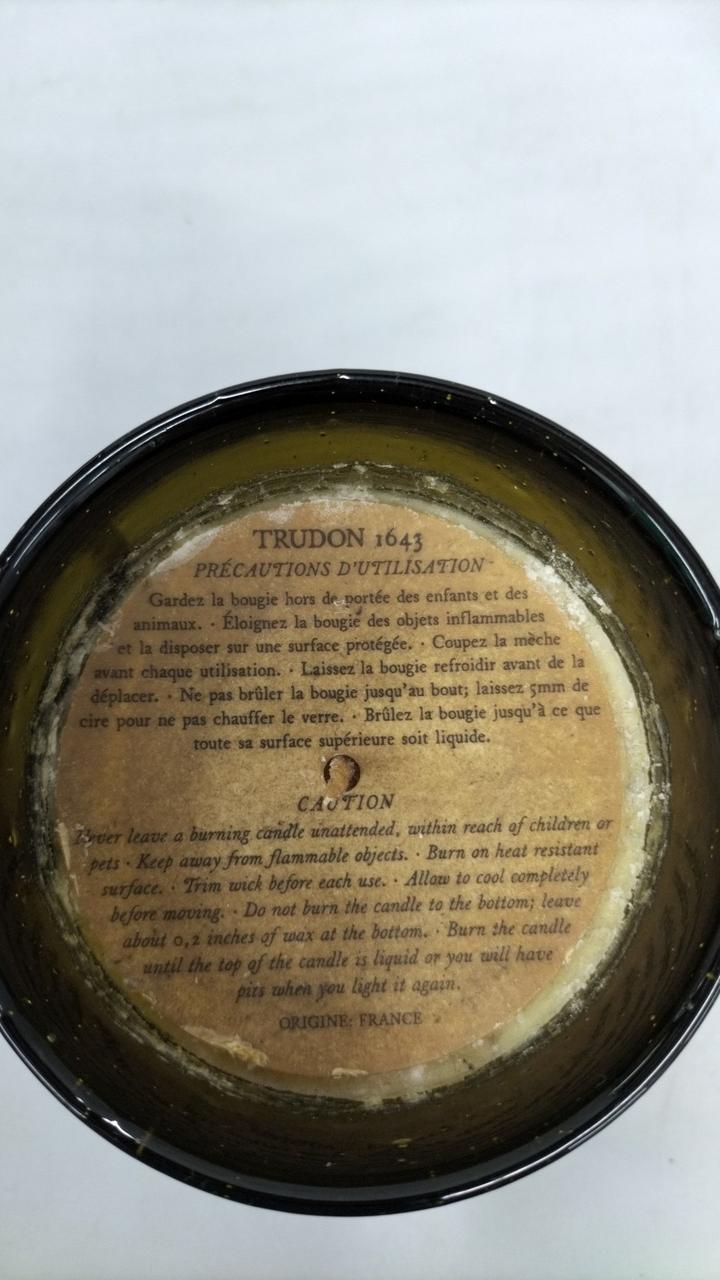 TRUDON 1643
PRÉCAUTIONS D'UTILISATION
Gardez la bougie hors de portée des enfants et des
animaux. · Éloignez la bougie des objets inflammables
et la disposer sur une surface protégée. · Coupez la mèche
avant chaque utilisation. · Laissez la bougie refroidir avant de la
déplacer. · Ne pas brûler la bougie jusqu'au bout; laissez 5mm de
cire pour ne pas chauffer le verre. · Brûlez la bougie jusqu'à ce que
toute sa surface supérieure soit liquide.
CAUTION
Never leave a burning candle unattended, within reach of children or
pets · Keep away from flammable objects. · Burn on heat resistant
surface. · Trim wick before each use. · Allow to cool completely
before moving. · Do not burn the candle to the bottom; leave
about 0,2 inches of wax at the bottom. · Burn the candle
until the top of the candle is liquid or you will have
pits when you light it again.
ORIGINE: FRANCE